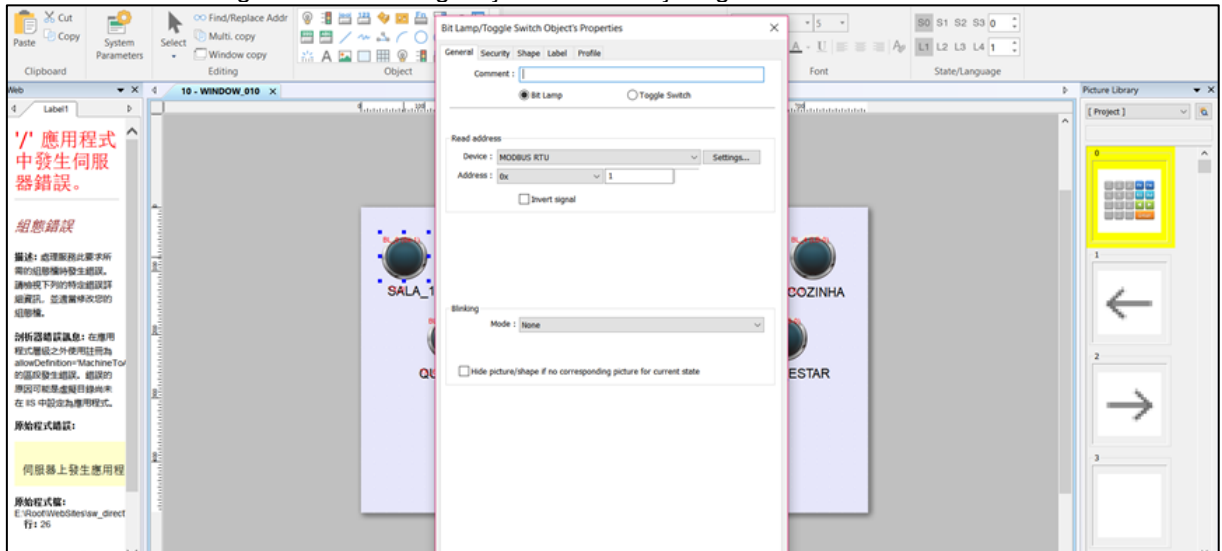 Cut
Copy
Paste
System
Parameters
Clipboard
Select
Find/Replace Addr
Multi. copy
Window copy
Editing
Object
Font
5
S0 S1 S2 S3 0
L1 L2 L3 L4 1
State/Language
Web
Label1
'/' 應用程式
中發生伺服
器錯誤。
組態錯誤
描述: 處理服務此要求所
需的組態檔時發生錯誤。
請檢視下列的特定錯誤詳
細資訊，並適當修改您的
組態檔。
剖析器錯誤訊息: 在應用
程式層級之外使用註冊為
allowDefinition='MachineToA
的區段發生錯誤。錯誤的
原因可能是虛擬目錄尚未
在 IIS 中設定為應用程式。
原始程式錯誤:
伺服器上發生應用程
原始程式檔:
E:\Root\WebSites\sw_direct
行: 26
10 - WINDOW_010
SALA_1
QU
COZINHA
ESTAR
Bit Lamp/Toggle Switch Object's Properties
General Security Shape Label Profile
Comment :
Bit Lamp
Toggle Switch
Read address
Device : MODBUS RTU
Settings...
Address : 0x 1
Invert signal
Blinking
Mode : None
Hide picture/shape if no corresponding picture for current state
Picture Library
[ Project ]
0
1
2
3